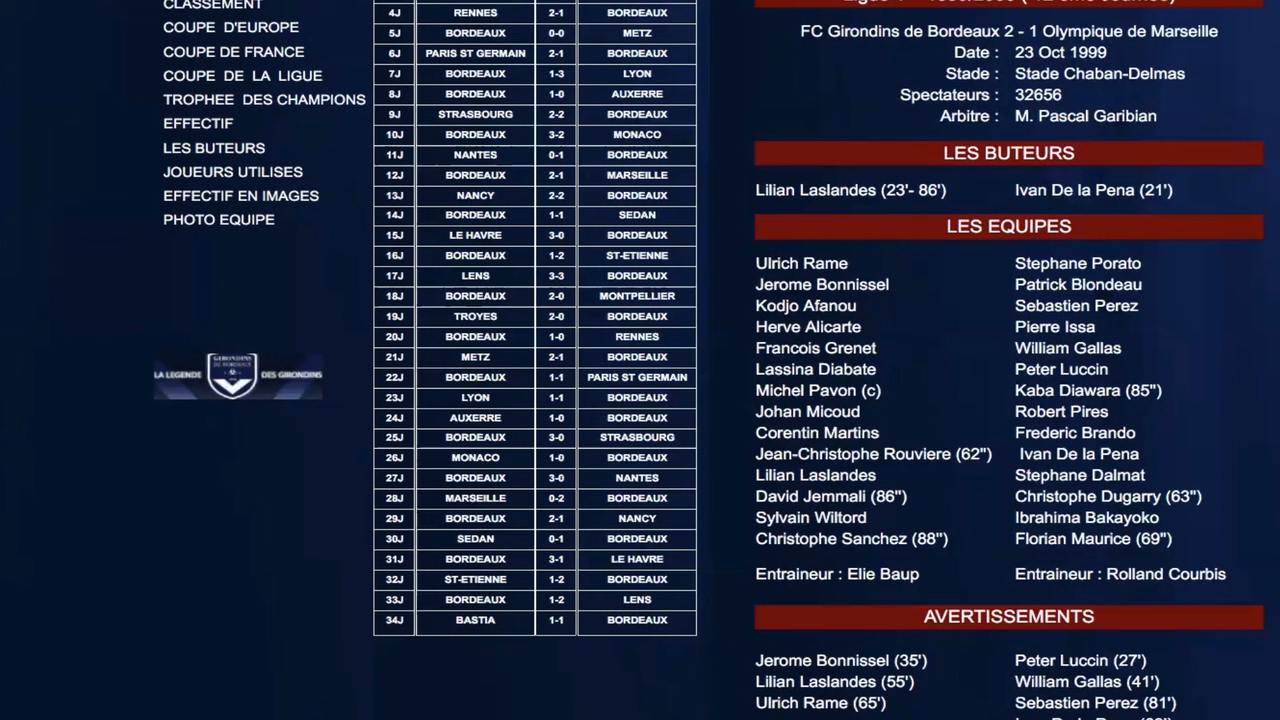 CLASSEMENT
COUPE D'EUROPE
COUPE DE FRANCE
COUPE DE LA LIGUE
TROPHEE DES CHAMPIONS
EFFECTIF
LES BUTEURS
JOUEURS UTILISES
EFFECTIF EN IMAGES
PHOTO EQUIPE
LA LEGENDE GIRONDINS DE BORDEAUX DES GIRONDINS
4J RENNES 2-1 BORDEAUX
5J BORDEAUX 0-0 METZ
6J PARIS ST GERMAIN 2-1 BORDEAUX
7J BORDEAUX 1-3 LYON
8J BORDEAUX 1-0 AUXERRE
9J STRASBOURG 2-2 BORDEAUX
10J BORDEAUX 3-2 MONACO
11J NANTES 0-1 BORDEAUX
12J BORDEAUX 2-1 MARSEILLE
13J NANCY 2-2 BORDEAUX
14J BORDEAUX 1-1 SEDAN
15J LE HAVRE 3-0 BORDEAUX
16J BORDEAUX 1-2 ST-ETIENNE
17J LENS 3-3 BORDEAUX
18J BORDEAUX 2-0 MONTPELLIER
19J TROYES 2-0 BORDEAUX
20J BORDEAUX 1-0 RENNES
21J METZ 2-1 BORDEAUX
22J BORDEAUX 1-1 PARIS ST GERMAIN
23J LYON 1-1 BORDEAUX
24J AUXERRE 1-0 BORDEAUX
25J BORDEAUX 3-0 STRASBOURG
26J MONACO 1-0 BORDEAUX
27J BORDEAUX 3-0 NANTES
28J MARSEILLE 0-2 BORDEAUX
29J BORDEAUX 2-1 NANCY
30J SEDAN 0-1 BORDEAUX
31J BORDEAUX 3-1 LE HAVRE
32J ST-ETIENNE 1-2 BORDEAUX
33J BORDEAUX 1-2 LENS
34J BASTIA 1-1 BORDEAUX
FC Girondins de Bordeaux 2 - 1 Olympique de Marseille
Date : 23 Oct 1999
Stade : Stade Chaban-Delmas
Spectateurs : 32656
Arbitre : M. Pascal Garibian
LES BUTEURS
Lilian Laslandes (23'- 86') Ivan De la Pena (21')
LES EQUIPES
Ulrich Rame Stephane Porato
Jerome Bonnissel Patrick Blondeau
Kodjo Afanou Sebastien Perez
Herve Alicarte Pierre Issa
Francois Grenet William Gallas
Lassina Diabate Peter Luccin
Michel Pavon (c) Kaba Diawara (85")
Johan Micoud Robert Pires
Corentin Martins Frederic Brando
Jean-Christophe Rouviere (62") Ivan De la Pena
Lilian Laslandes Stephane Dalmat
David Jemmali (86") Christophe Dugarry (63")
Sylvain Wiltord Ibrahima Bakayoko
Christophe Sanchez (88") Florian Maurice (69")
Entraineur : Elie Baup Entraineur : Rolland Courbis
AVERTISSEMENTS
Jerome Bonnissel (35') Peter Luccin (27')
Lilian Laslandes (55') William Gallas (41')
Ulrich Rame (65') Sebastien Perez (81')